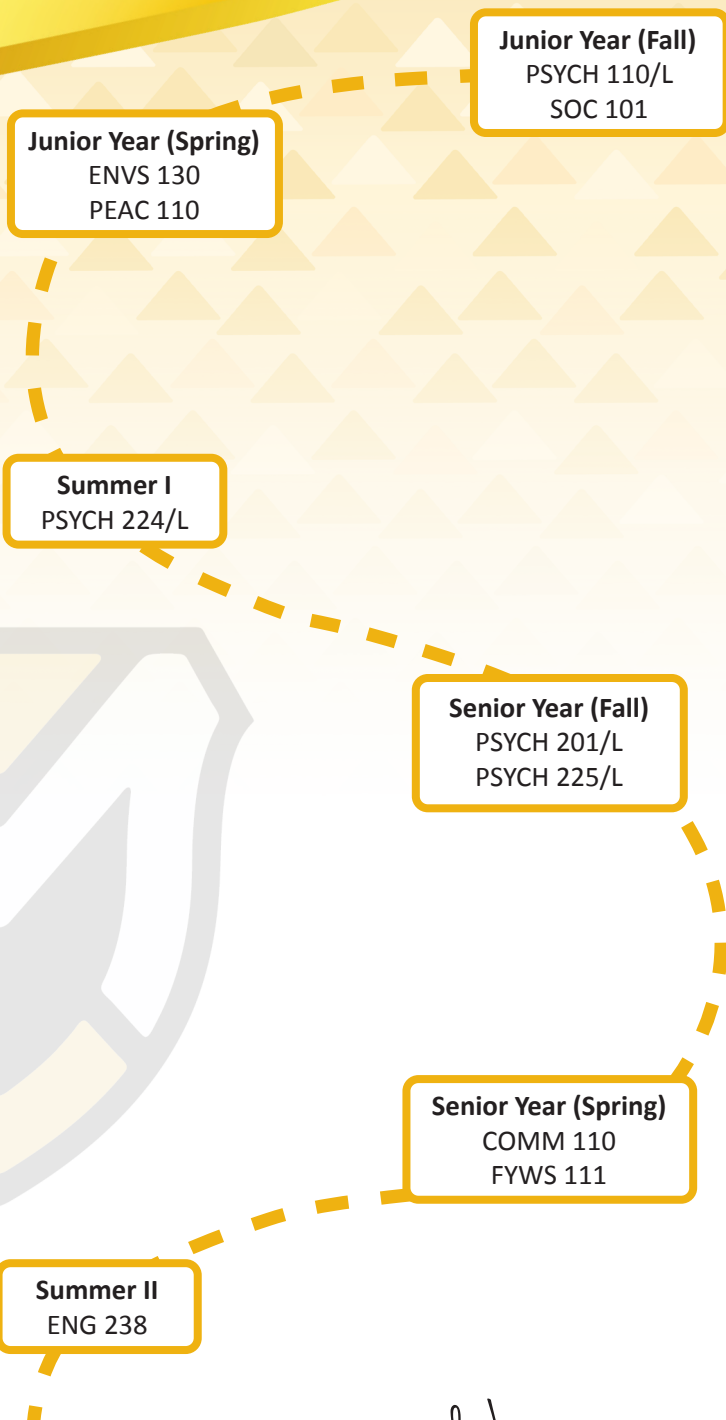 Junior Year (Fall)
PSYCH 110/L
SOC 101
Junior Year (Spring)
ENVS 130
PEAC 110
Summer I
PSYCH 224/L
Senior Year (Fall)
PSYCH 201/L
PSYCH 225/L
Senior Year (Spring)
COMM 110
FYWS 111
Summer II
ENG 238